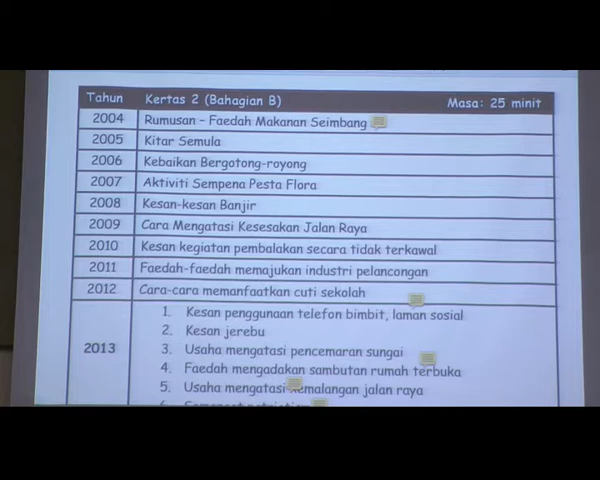 Tahun Kertas 2 (Bahagian B) Masa: 25 minit
2004 Rumusan – Faedah Makanan Seimbang
2005 Kitar Semula
2006 Kebaikan Bergotong-royong
2007 Aktiviti Sempena Pesta Flora
2008 Kesan-kesan Banjir
2009 Cara Mengatasi Kesesakan Jalan Raya
2010 Kesan kegiatan pembalakan secara tidak terkawal
2011 Faedah-faedah memajukan industri pelancongan
2012 Cara-cara memanfaatkan cuti sekolah
1. Kesan penggunaan telefon bimbit, laman sosial
2. Kesan jerebu
2013 3. Usaha mengatasi pencemaran sungai
4. Faedah mengadakan sambutan rumah terbuka
5. Usaha mengatasi kemalangan jalan raya